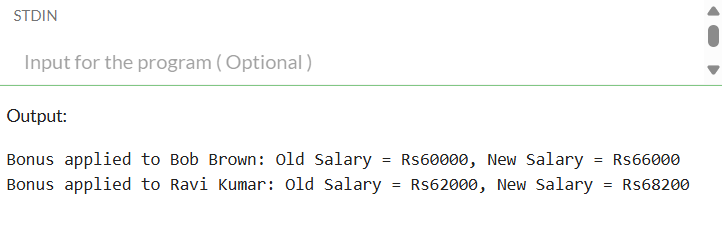 STDIN
Input for the program ( Optional )
Output:
Bonus applied to Bob Brown: Old Salary = Rs60000, New Salary = Rs66000
Bonus applied to Ravi Kumar: Old Salary = Rs62000, New Salary = Rs68200